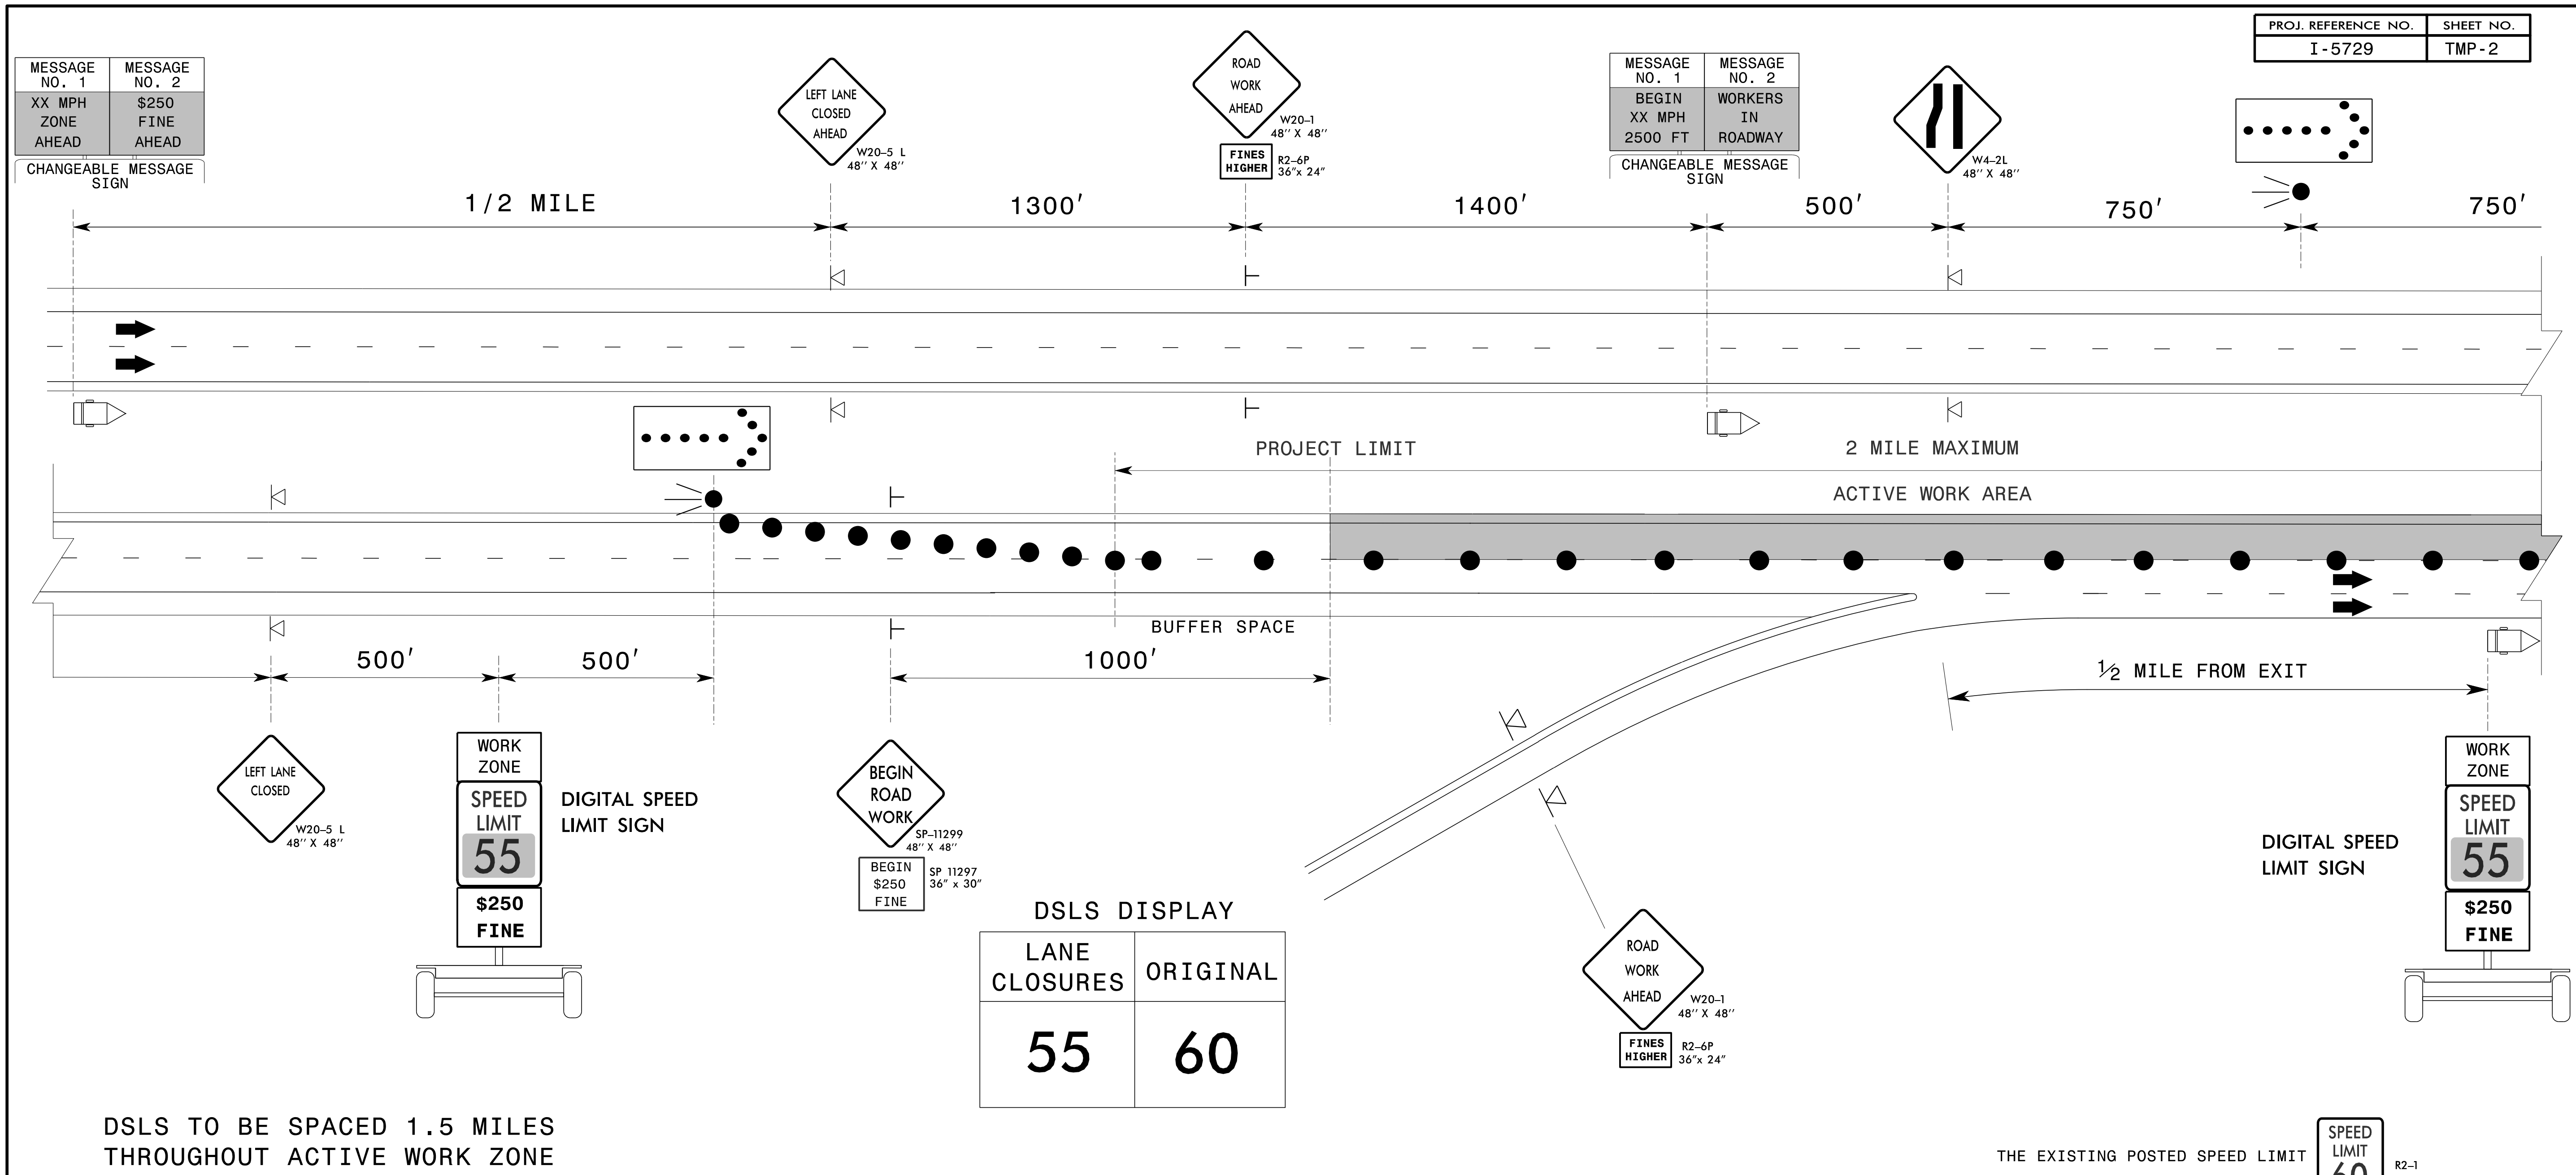 PROJ. REFERENCE NO. SHEET NO.
I-5729 TMP-2
MESSAGE NO. 1 MESSAGE NO. 2
XX MPH $250
ZONE FINE
AHEAD AHEAD
CHANGEABLE MESSAGE
SIGN
LEFT LANE
CLOSED
AHEAD
W20-5 L
48'' X 48''
ROAD
WORK
AHEAD
W20-1
48'' X 48''
FINES
HIGHER
R2-6P
36"x 24"
MESSAGE NO. 1 MESSAGE NO. 2
BEGIN WORKERS
XX MPH IN
2500 FT ROADWAY
CHANGEABLE MESSAGE
SIGN
W4-2L
48'' X 48''
1/2 MILE 1300' 1400' 500' 750' 750'
PROJECT LIMIT 2 MILE MAXIMUM
ACTIVE WORK AREA
BUFFER SPACE
500' 500' 1000' ½ MILE FROM EXIT
LEFT LANE
CLOSED
W20-5 L
48'' X 48''
WORK
ZONE
SPEED
LIMIT
55
$250
FINE
DIGITAL SPEED
LIMIT SIGN
BEGIN
ROAD
WORK
SP-11299
48'' X 48''
BEGIN
$250
FINE
SP 11297
36" x 30"
DSLS DISPLAY
LANE
CLOSURES ORIGINAL
55 60
ROAD
WORK
AHEAD
W20-1
48'' X 48''
FINES
HIGHER
R2-6P
36"x 24"
DIGITAL SPEED
LIMIT SIGN
WORK
ZONE
SPEED
LIMIT
55
$250
FINE
DSLS TO BE SPACED 1.5 MILES
THROUGHOUT ACTIVE WORK ZONE
THE EXISTING POSTED SPEED LIMIT
SPEED
LIMIT
60
R2-1